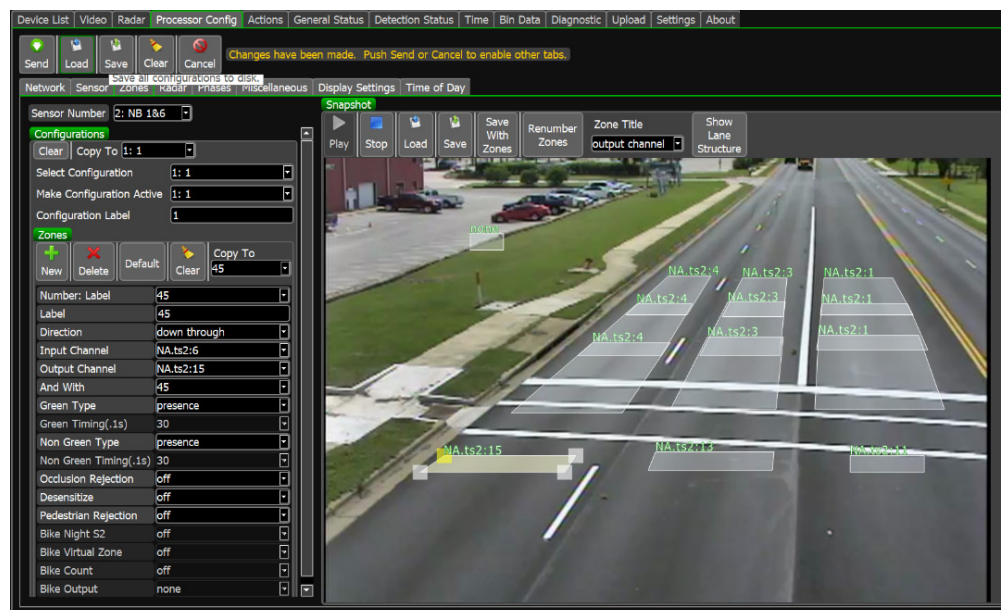 Device List Video Radar Processor Config Actions General Status Detection Status Time Bin Data Diagnostic Upload Settings About
Send Load Save Clear Cancel
Changes have been made. Push Send or Cancel to enable other tabs.
Save all configurations to disk.
Network Sensor Zones Radar Phases Miscellaneous Display Settings Time of Day
Sensor Number 2: NB 1&6
Configurations
Clear Copy To 1: 1
Select Configuration 1: 1
Make Configuration Active 1: 1
Configuration Label 1
Zones
New Delete Default Clear Copy To 45
Number: Label 45
Label 45
Direction down through
Input Channel NA.ts2:6
Output Channel NA.ts2:15
And With 45
Green Type presence
Green Timing(.1s) 30
Non Green Type presence
Non Green Timing(.1s) 30
Occlusion Rejection off
Desensitize off
Pedestrian Rejection off
Bike Night S2 off
Bike Virtual Zone off
Bike Count off
Bike Output none
Snapshot
Play Stop Load Save Save With Zones Renumber Zones Zone Title output channel Show Lane Structure
none
NA.ts2:4 NA.ts2:3 NA.ts2:1
NA.ts2:4 NA.ts2:3 NA.ts2:1
NA.ts2:4 NA.ts2:3 NA.ts2:1
NA.ts2:15 NA.ts2:13 NA.ts2:11